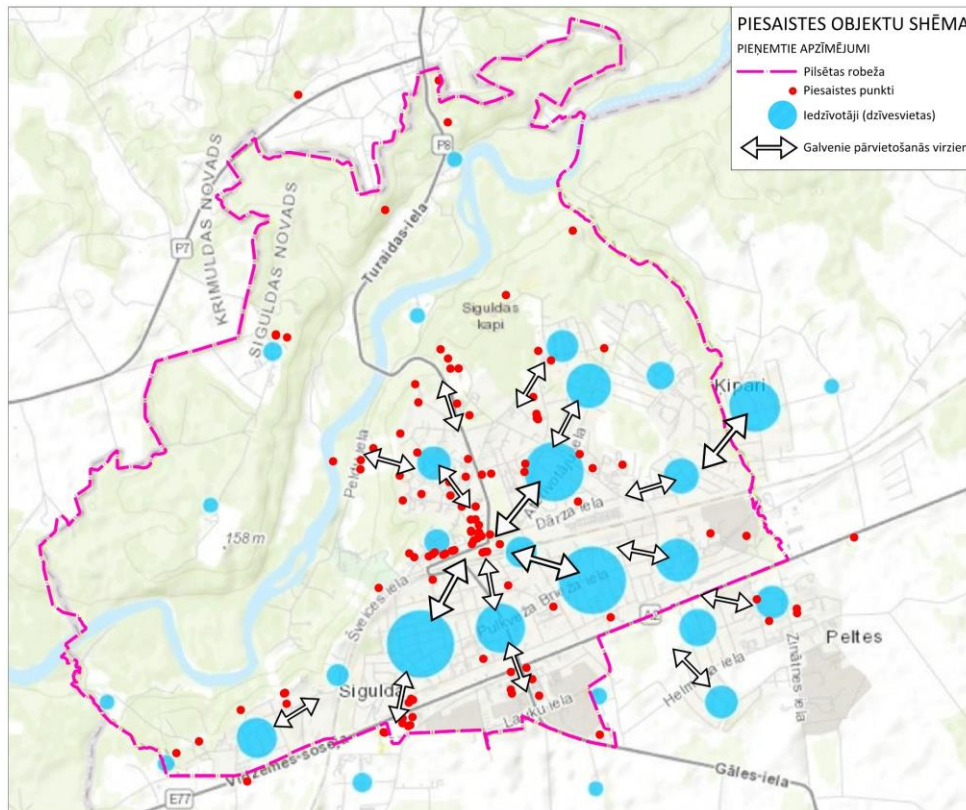 PIESAISTES OBJEKTU SHĒMA
PIEŅEMTIE APZĪMĒJUMI
Pilsētas robeža
Piesaistes punkti
Iedzīvotāji (dzīvesvietas)
Galvenie pārvietošanās virzien
P8
KRIMULDAS NOVADS
SIGULDAS NOVADS
P7
Turaidas-iela
Siguldas
kapi
Kipari
Dārza iela
158 m
Šveices iela
Pulkveža Brieža iela
A2
Peltes
Zinātnes iela
Helmaņa iela
Sigulda
Lauku iela
Vidzemes-šoseja
Gāles-iela
E77